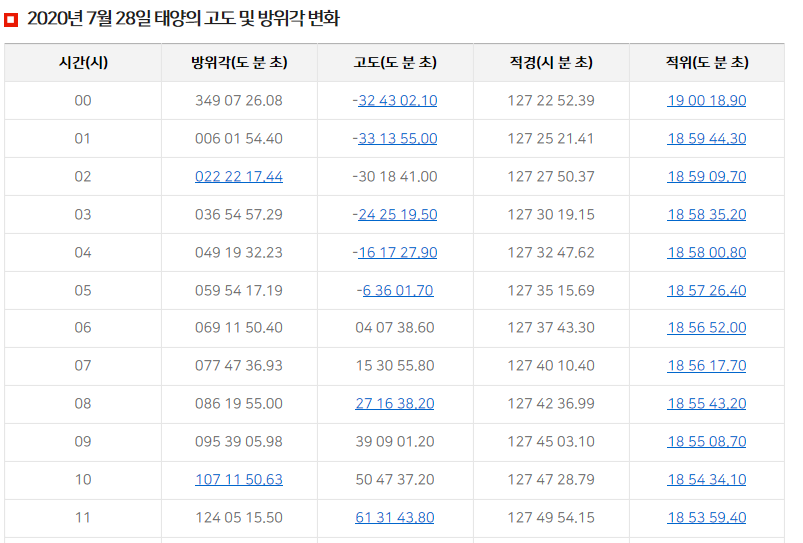 2020년 7월 28일 태양의 고도 및 방위각 변화
시간(시) 방위각(도 분 초) 고도(도 분 초) 적경(시 분 초) 적위(도 분 초)
00 349 07 26.08 -32 43 02.10 127 22 52.39 19 00 18.90
01 006 01 54.40 -33 13 55.00 127 25 21.41 18 59 44.30
02 022 22 17.44 -30 18 41.00 127 27 50.37 18 59 09.70
03 036 54 57.29 -24 25 19.50 127 30 19.15 18 58 35.20
04 049 19 32.23 -16 17 27.90 127 32 47.62 18 58 00.80
05 059 54 17.19 -6 36 01.70 127 35 15.69 18 57 26.40
06 069 11 50.40 04 07 38.60 127 37 43.30 18 56 52.00
07 077 47 36.93 15 30 55.80 127 40 10.40 18 56 17.70
08 086 19 55.00 27 16 38.20 127 42 36.99 18 55 43.20
09 095 39 05.98 39 09 01.20 127 45 03.10 18 55 08.70
10 107 11 50.63 50 47 37.20 127 47 28.79 18 54 34.10
11 124 05 15.50 61 31 43.80 127 49 54.15 18 53 59.40